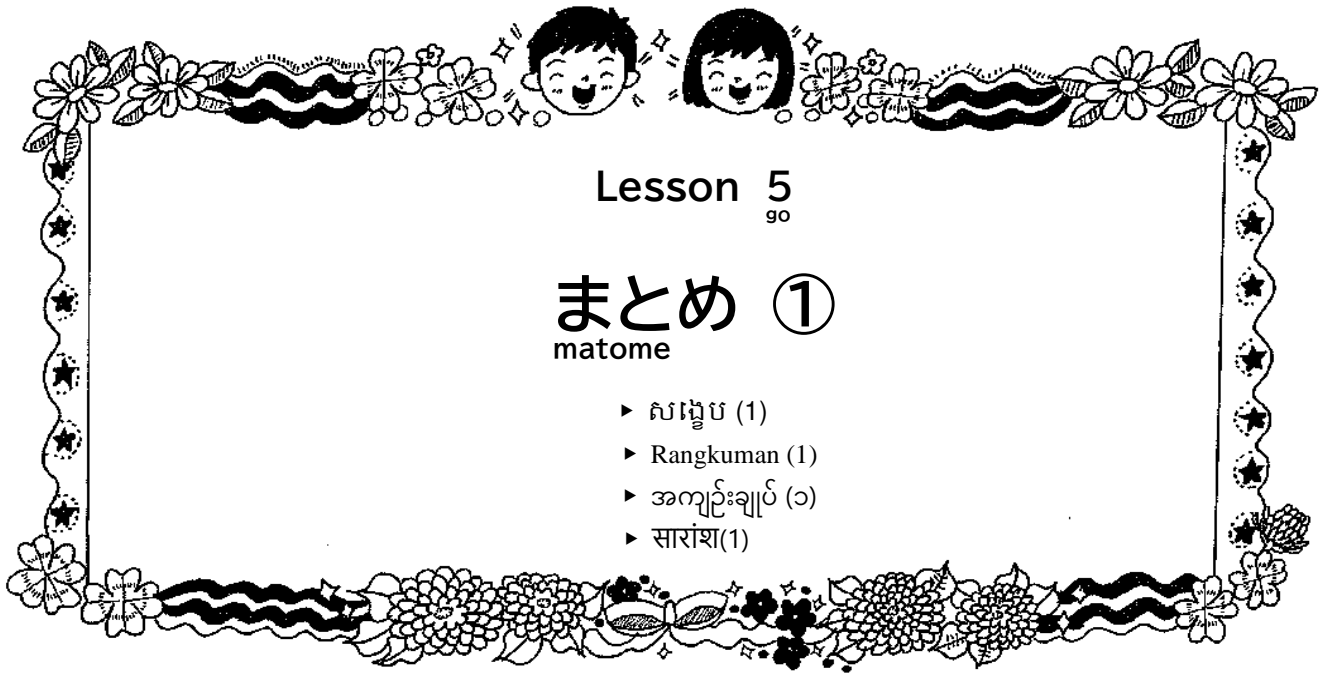 Lesson 5
go
まとめ ①
matome
▶ សង្ខេប (1)
▶ Rangkuman (1)
▶ အကျဉ်းချုပ် (၁)
▶ सारांश(1)